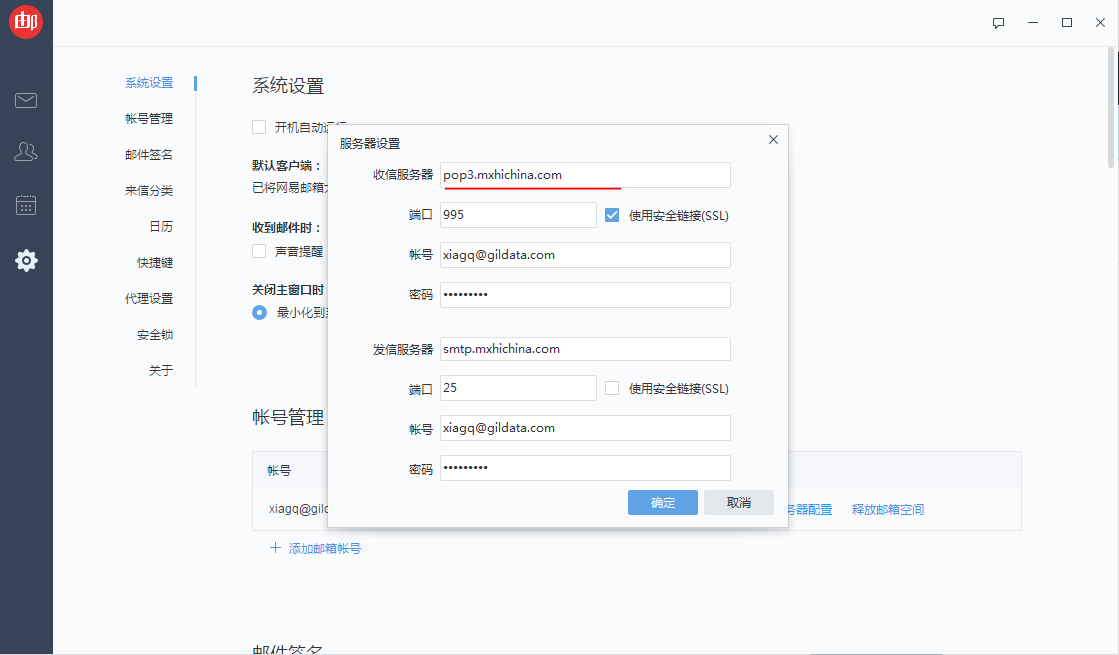 邮
系统设置
帐号管理
邮件签名
来信分类
日历
快捷键
代理设置
安全锁
关于
系统设置
开机自动运行
默认客户端：
已将网易邮箱大
收到邮件时：
声音提醒
关闭主窗口时
最小化到
帐号管理
帐号
xiagq@gild
务器配置
释放邮箱空间
添加邮箱帐号
邮件签名
服务器设置
收信服务器
pop3.mxhichina.com
端口
995
使用安全链接(SSL)
帐号
xiagq@gildata.com
密码
•••••••••
发信服务器
smtp.mxhichina.com
端口
25
使用安全链接(SSL)
帐号
xiagq@gildata.com
密码
•••••••••
确定
取消